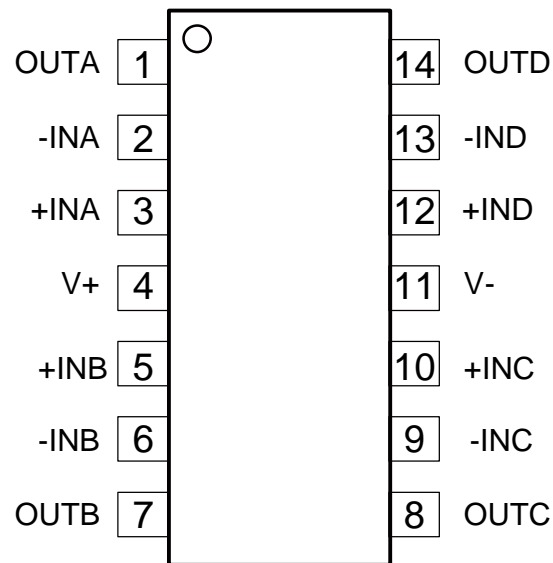 OUTA 1 14 OUTD
-INA 2 13 -IND
+INA 3 12 +IND
V+ 4 11 V-
+INB 5 10 +INC
-INB 6 9 -INC
OUTB 7 8 OUTC